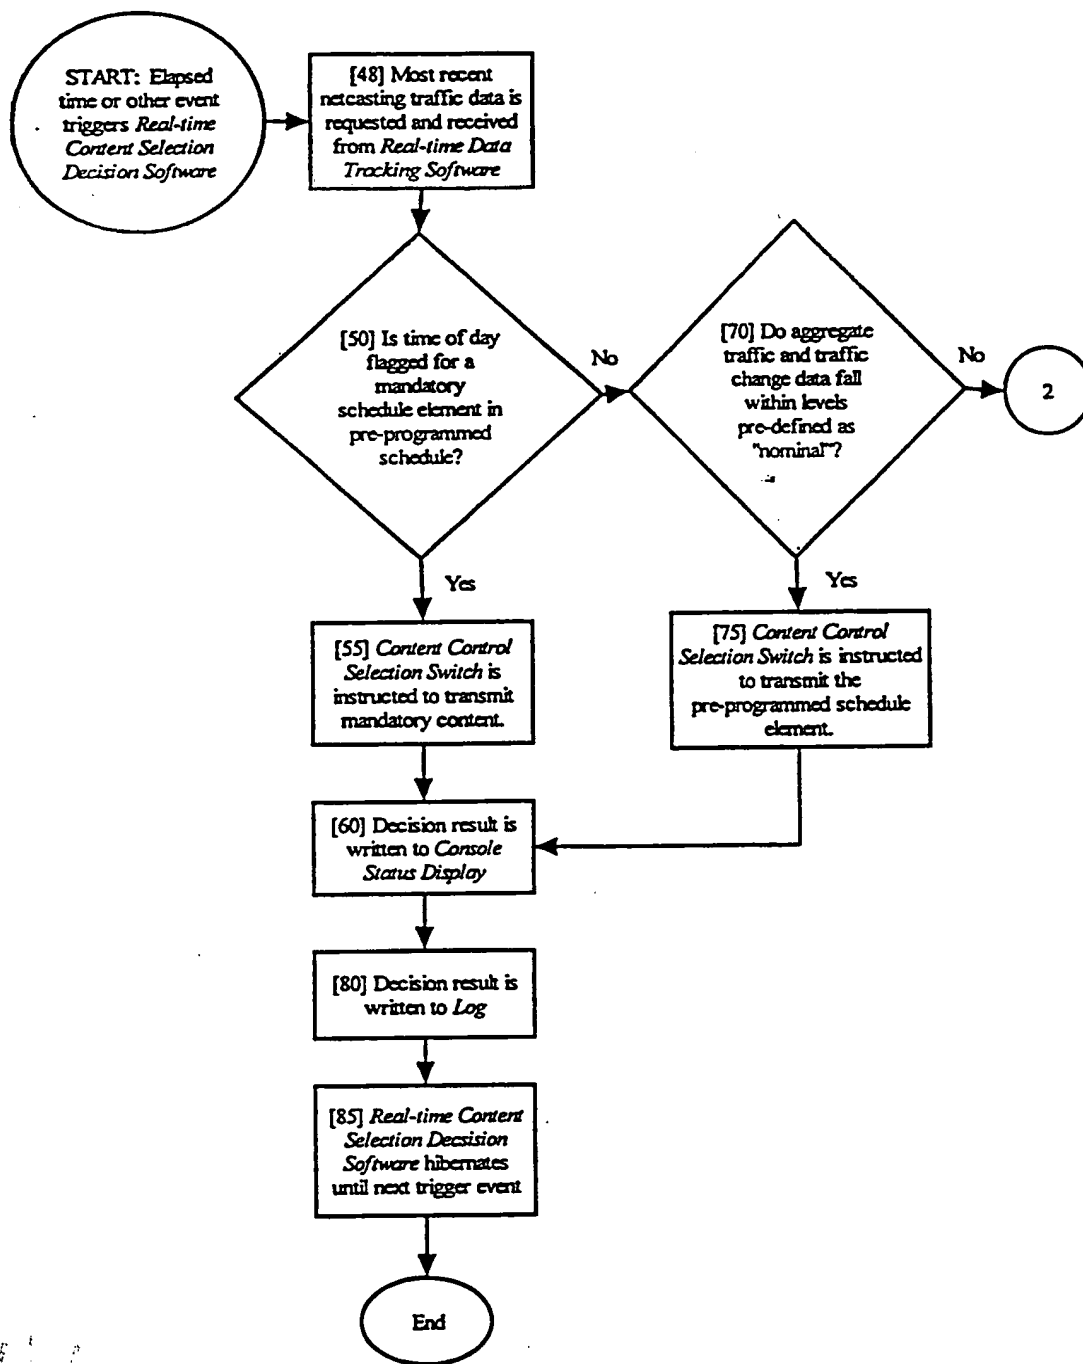 START: Elapsed
time or other event
triggers Real-time
Content Selection
Decision Software
[48] Most recent
netcasting traffic data is
requested and received
from Real-time Data
Tracking Software
[50] Is time of day
flagged for a
mandatory
schedule element in
pre-programmed
schedule?
No
[70] Do aggregate
traffic and traffic
change data fall
within levels
pre-defined as
"nominal"?
No
2
Yes
Yes
[55] Content Control
Selection Switch is
instructed to transmit
mandatory content.
[75] Content Control
Selection Switch is instructed
to transmit the
pre-programmed schedule
element.
[60] Decision result is
written to Console
Status Display
[80] Decision result is
written to Log
[85] Real-time Content
Selection Decsision
Software hibernates
until next trigger event
End